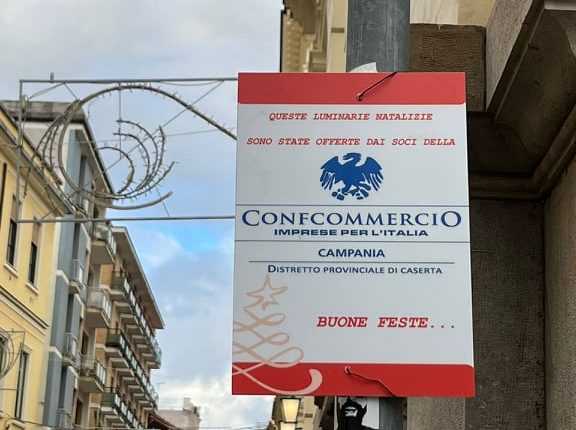 QUESTE LUMINARIE NATALIZIE
SONO STATE OFFERTE DAI SOCI DELLA
CONFCOMMERCIO
IMPRESE PER L'ITALIA
CAMPANIA
DISTRETTO PROVINCIALE DI CASERTA
BUONE FESTE...